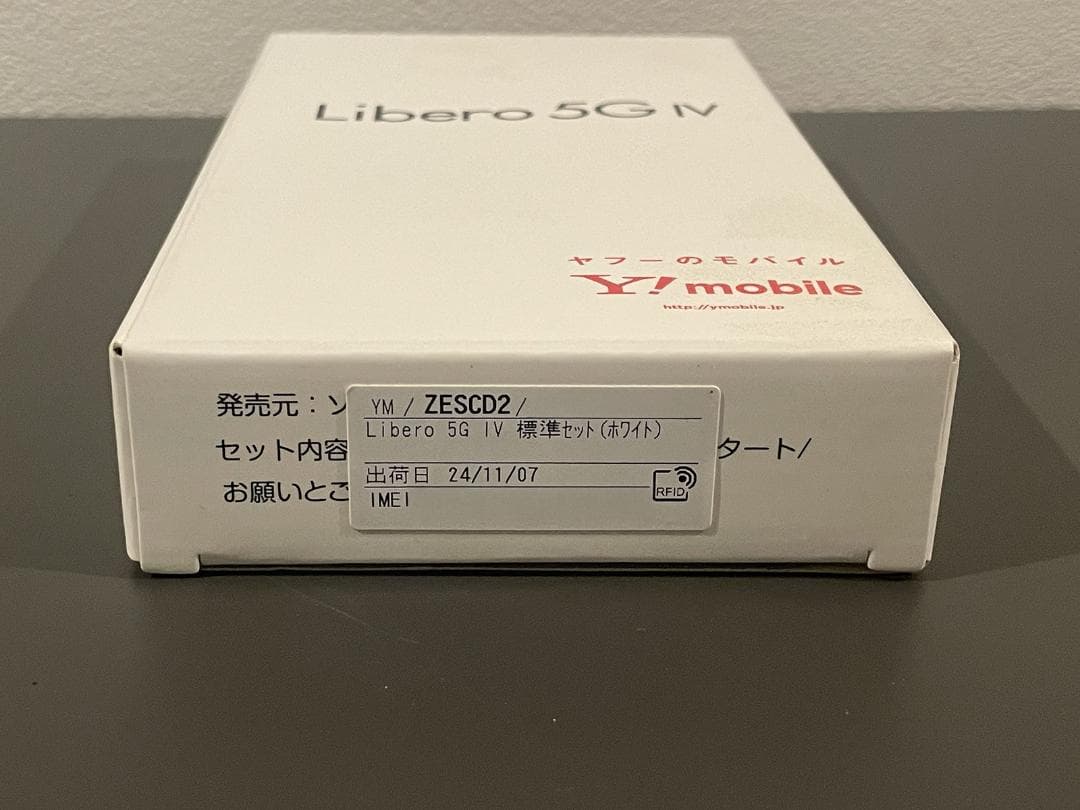 Libero 5G IV
ヤフーのモバイル
Y!mobile
http://ymobile.jp
発売元：ソ
YM / ZESCD2 /
Libero 5G IV 標準ｾｯﾄ(ﾎﾜｲﾄ)
セット内容
タート/
出荷日 24/11/07
お願いとご
IMEI
RFID